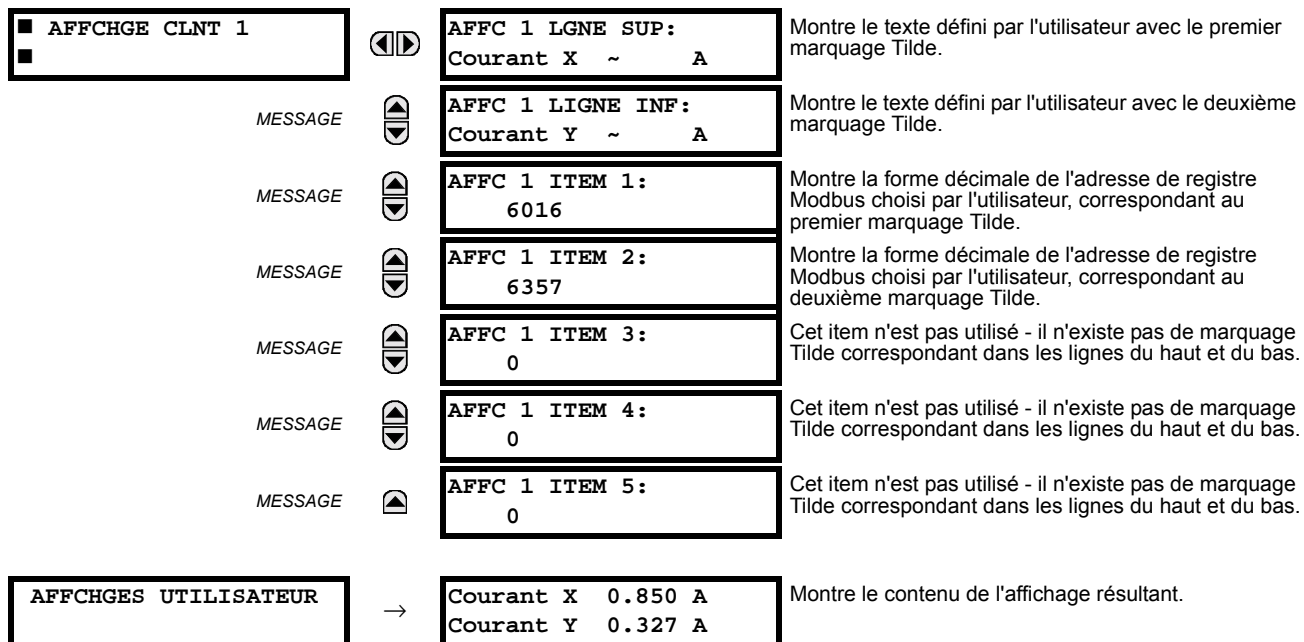 ■ AFFCHGE CLNT 1
■
AFFC 1 LGNE SUP:
Courant X ~ A
Montre le texte défini par l'utilisateur avec le premier
marquage Tilde.
MESSAGE
AFFC 1 LIGNE INF:
Courant Y ~ A
Montre le texte défini par l'utilisateur avec le deuxième
marquage Tilde.
MESSAGE
AFFC 1 ITEM 1:
6016
Montre la forme décimale de l'adresse de registre
Modbus choisi par l'utilisateur, correspondant au
premier marquage Tilde.
MESSAGE
AFFC 1 ITEM 2:
6357
Montre la forme décimale de l'adresse de registre
Modbus choisi par l'utilisateur, correspondant au
deuxième marquage Tilde.
MESSAGE
AFFC 1 ITEM 3:
0
Cet item n'est pas utilisé - il n'existe pas de marquage
Tilde correspondant dans les lignes du haut et du bas.
MESSAGE
AFFC 1 ITEM 4:
0
Cet item n'est pas utilisé - il n'existe pas de marquage
Tilde correspondant dans les lignes du haut et du bas.
MESSAGE
AFFC 1 ITEM 5:
0
Cet item n'est pas utilisé - il n'existe pas de marquage
Tilde correspondant dans les lignes du haut et du bas.
AFFCHGES UTILISATEUR
→
Courant X 0.850 A
Courant Y 0.327 A
Montre le contenu de l'affichage résultant.